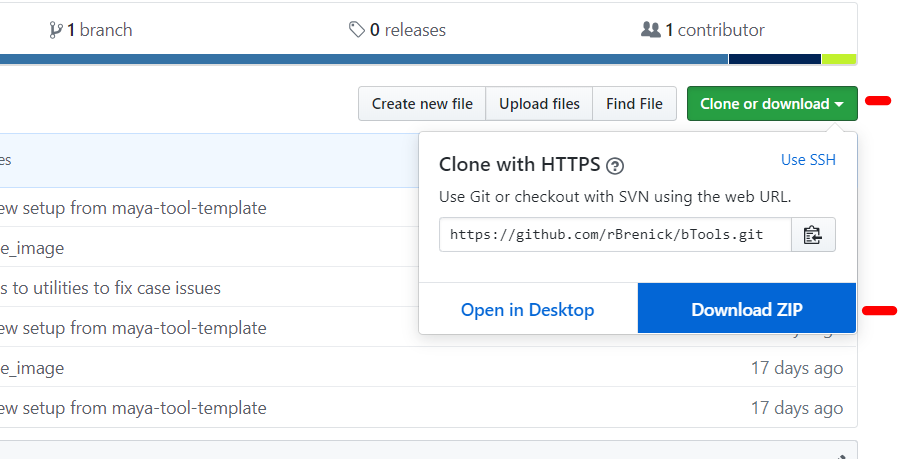 1 branch
0 releases
1 contributor
Create new file
Upload files
Find File
Clone or download
es
Clone with HTTPS
Use SSH
Use Git or checkout with SVN using the web URL.
https://github.com/rBrenick/bTools.git
Open in Desktop
Download ZIP
ew setup from maya-tool-template
e_image
s to utilities to fix case issues
ew setup from maya-tool-template
e_image
17 days ago
ew setup from maya-tool-template
17 days ago